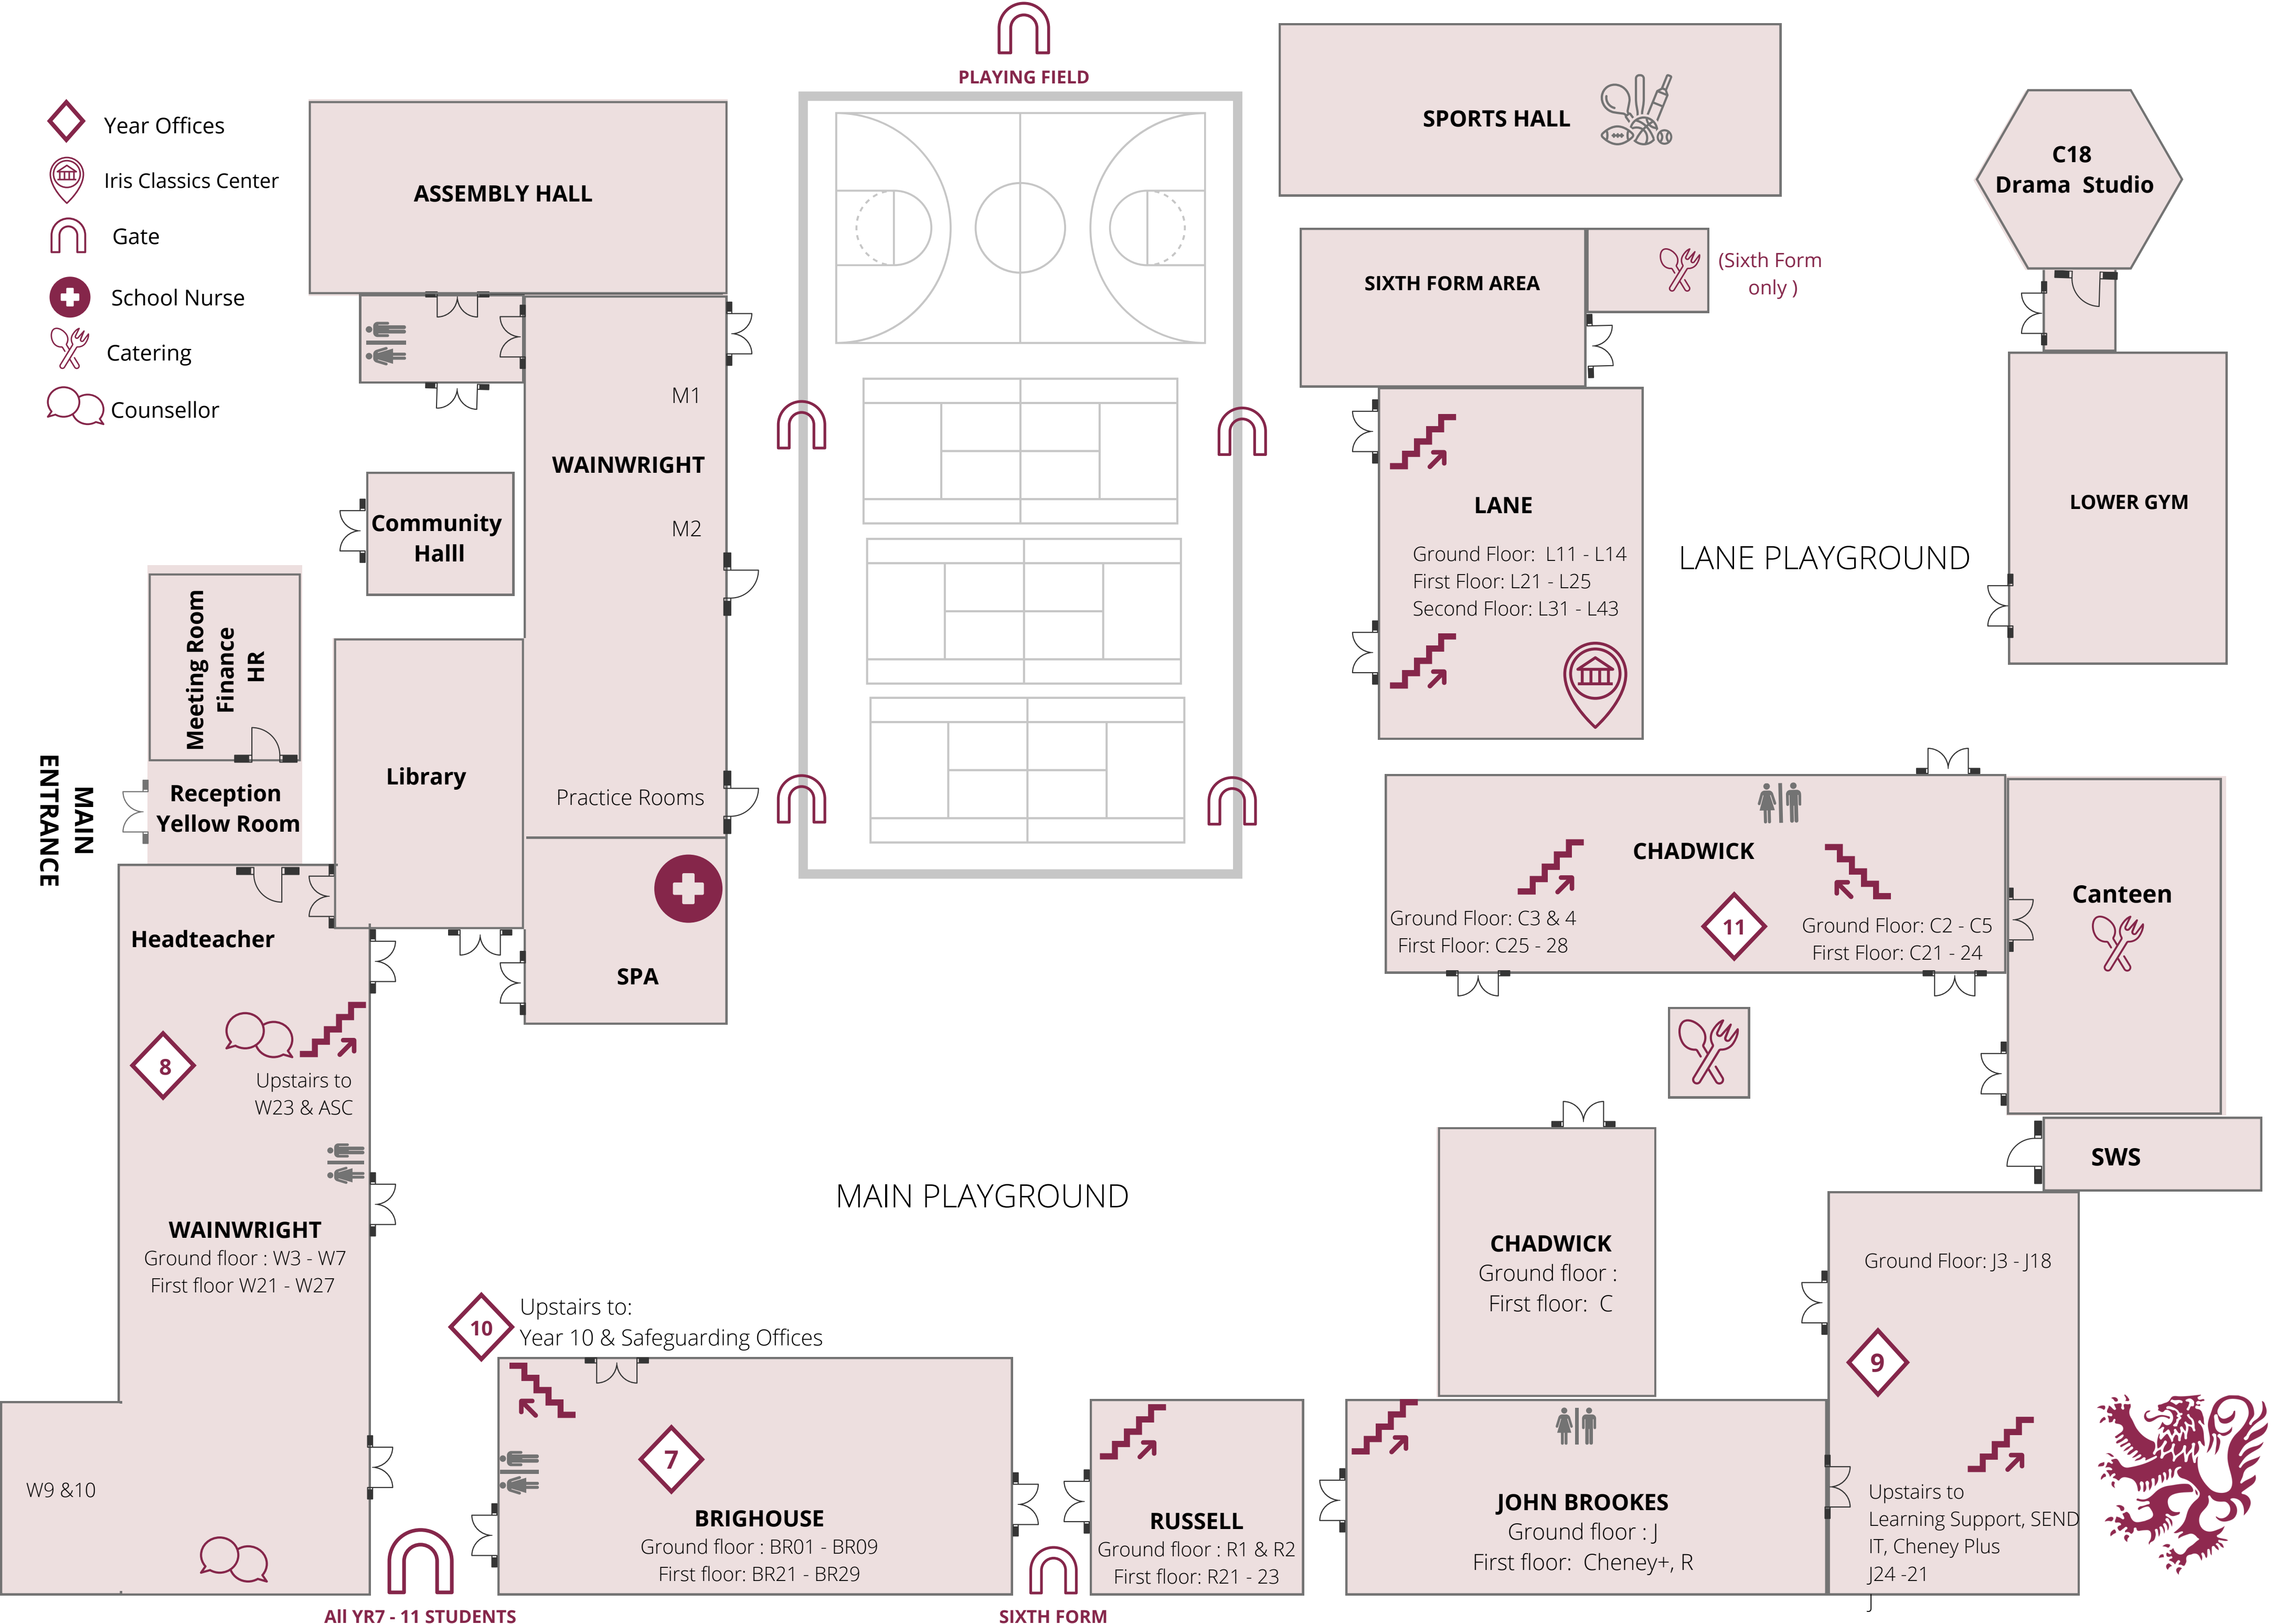 PLAYING FIELD
Year Offices
Iris Classics Center
Gate
School Nurse
Catering
Counsellor
ASSEMBLY HALL
SPORTS HALL
C18
Drama Studio
SIXTH FORM AREA
(Sixth Form
only )
M1
WAINWRIGHT
M2
Community
Halll
LANE
Ground Floor: L11 - L14
First Floor: L21 - L25
Second Floor: L31 - L43
LANE PLAYGROUND
LOWER GYM
Meeting Room
Finance
HR
MAIN
ENTRANCE
Reception
Yellow Room
Library
Practice Rooms
SPA
Headteacher
8
Upstairs to
W23 & ASC
WAINWRIGHT
Ground floor : W3 - W7
First floor W21 - W27
W9 &10
CHADWICK
Ground Floor: C3 & 4
First Floor: C25 - 28
11
Ground Floor: C2 - C5
First Floor: C21 - 24
Canteen
SWS
MAIN PLAYGROUND
CHADWICK
Ground floor :
First floor: C
Ground Floor: J3 - J18
9
Upstairs to
Learning Support, SEND
IT, Cheney Plus
J24 -21
J
10
Upstairs to:
Year 10 & Safeguarding Offices
7
BRIGHOUSE
Ground floor : BR01 - BR09
First floor: BR21 - BR29
RUSSELL
Ground floor : R1 & R2
First floor: R21 - 23
JOHN BROOKES
Ground floor : J
First floor: Cheney+, R
All YR7 - 11 STUDENTS
SIXTH FORM